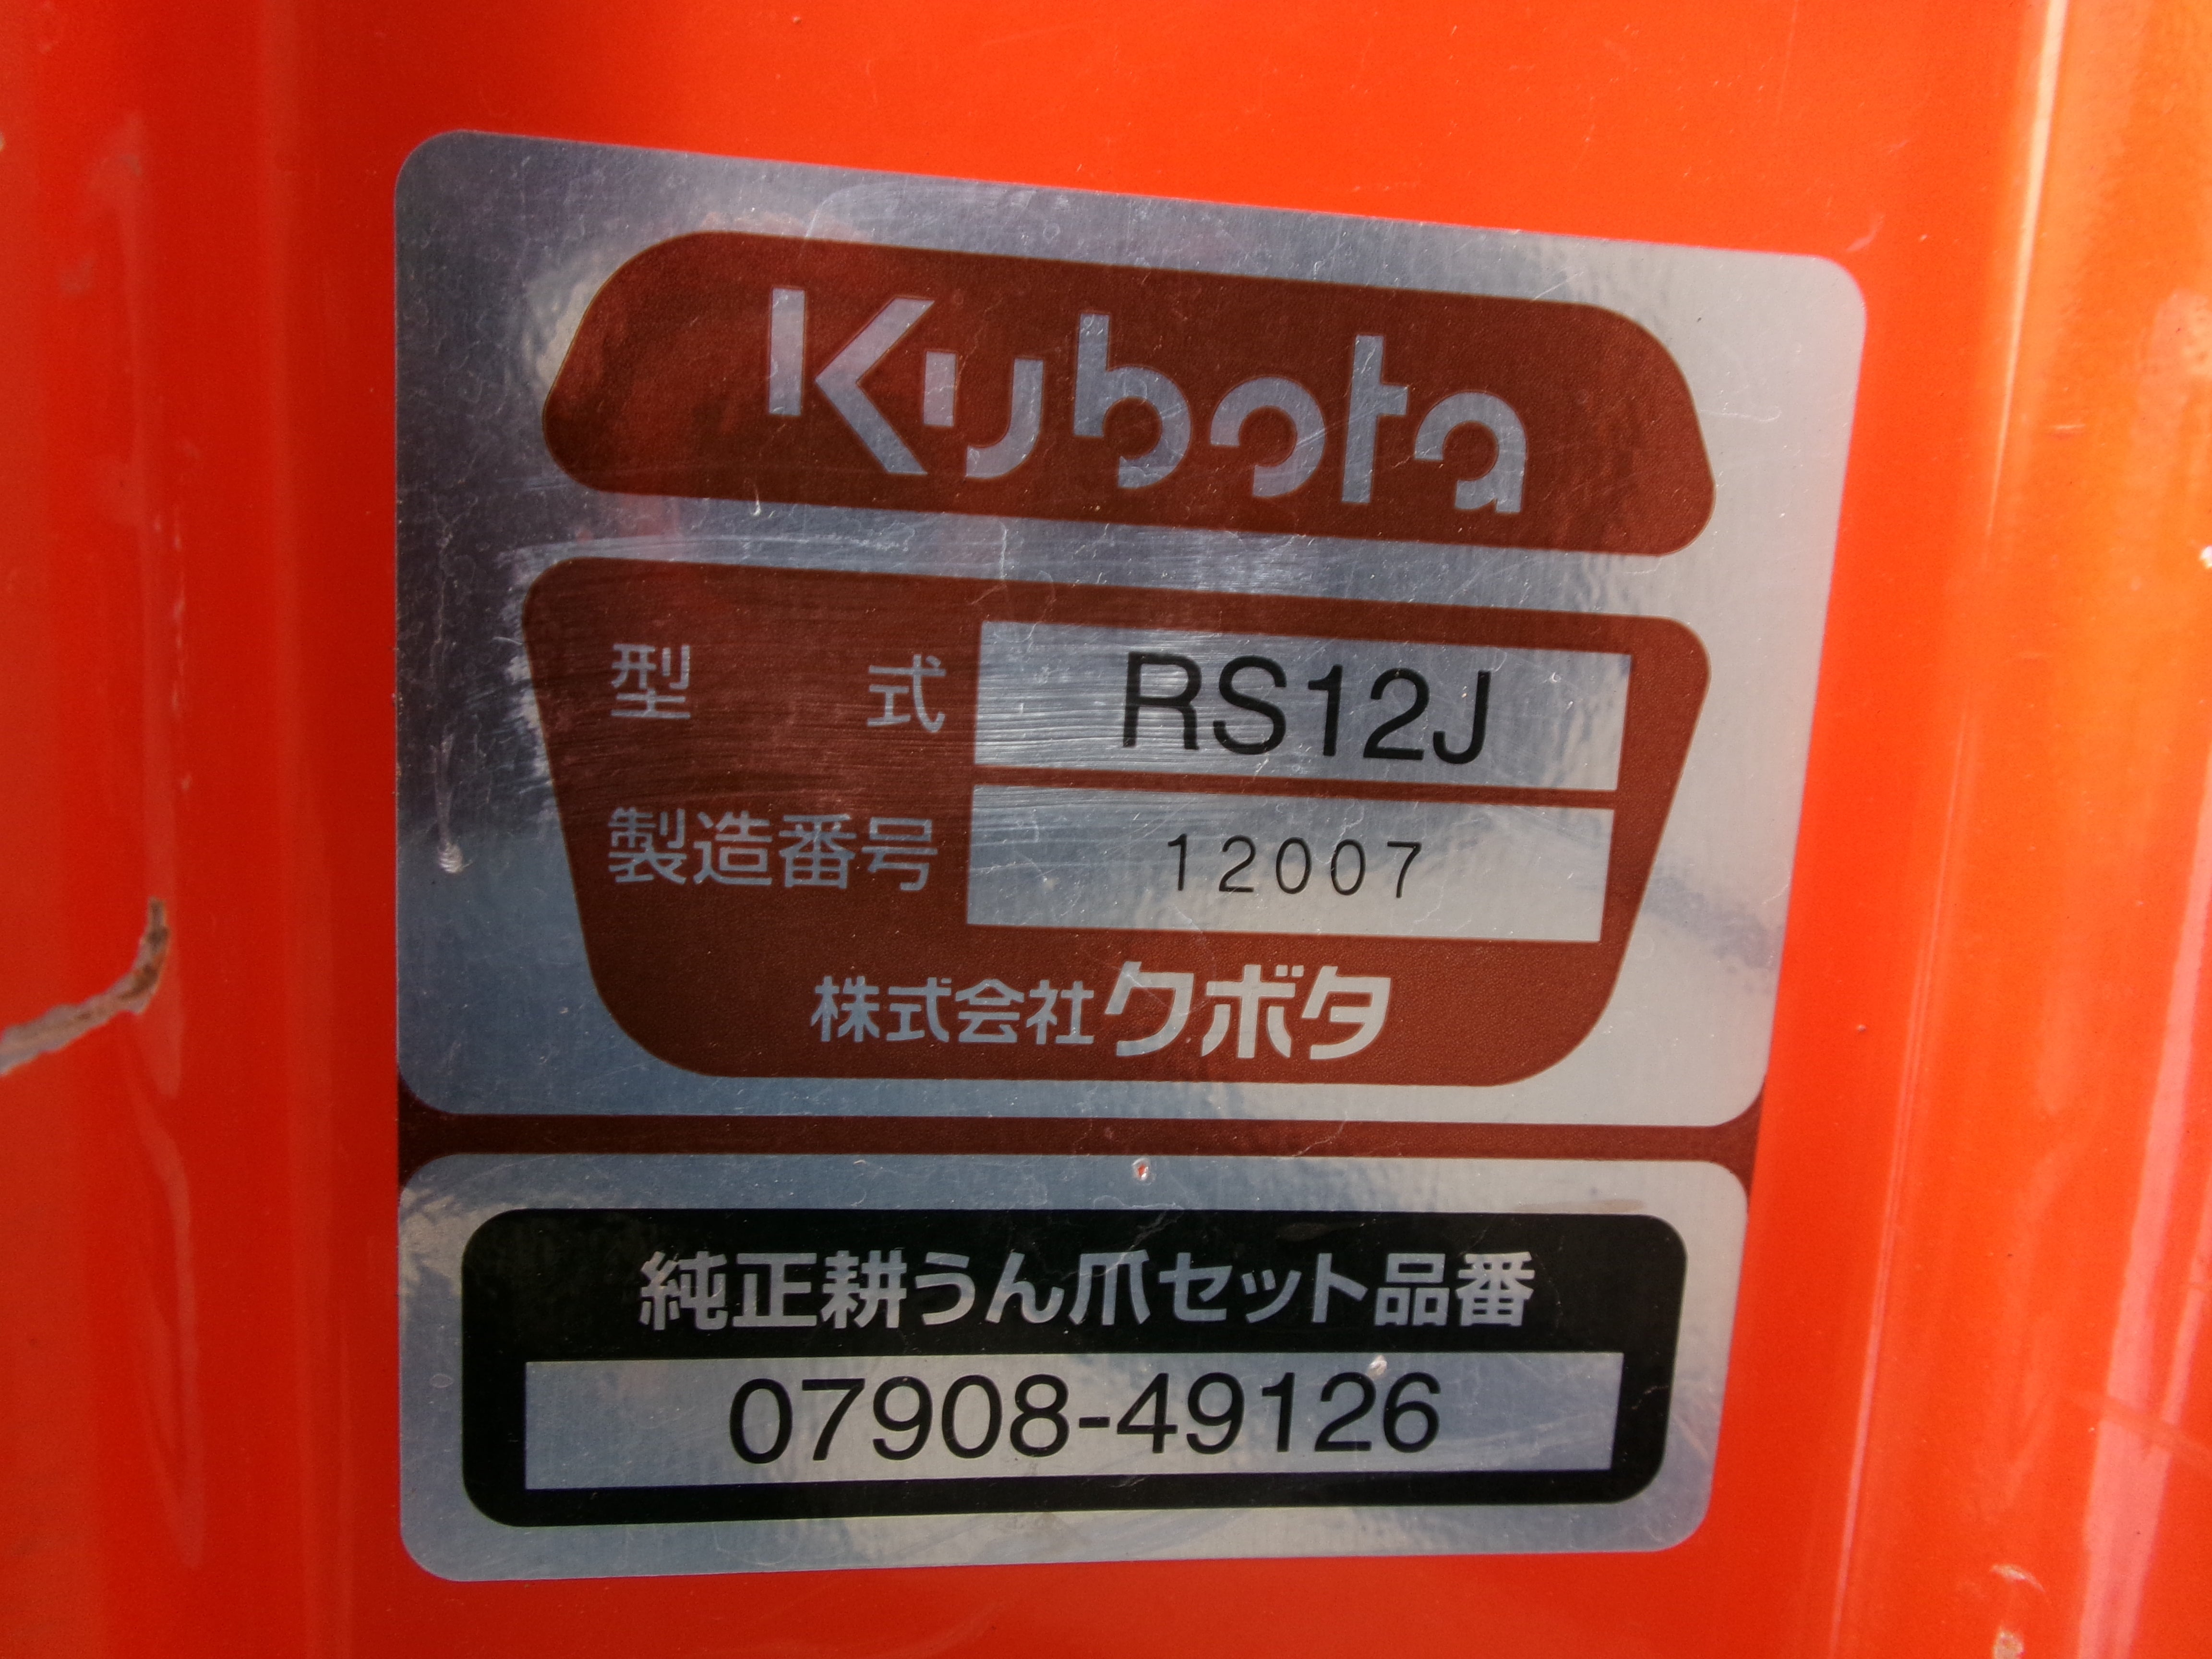 Kubota
型式 RS12J
製造番号 12007
株式会社クボタ
純正耕うん爪セット品番
07908-49126